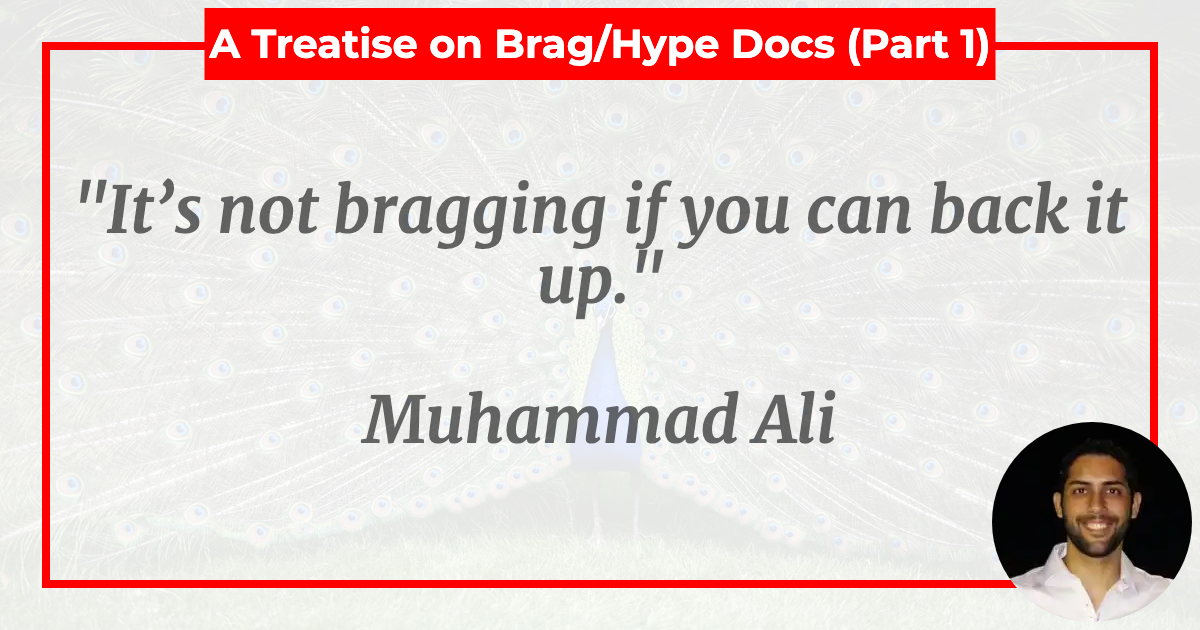 A Treatise on Brag/Hype Docs (Part 1)
"It’s not bragging if you can back it
up."
Muhammad Ali